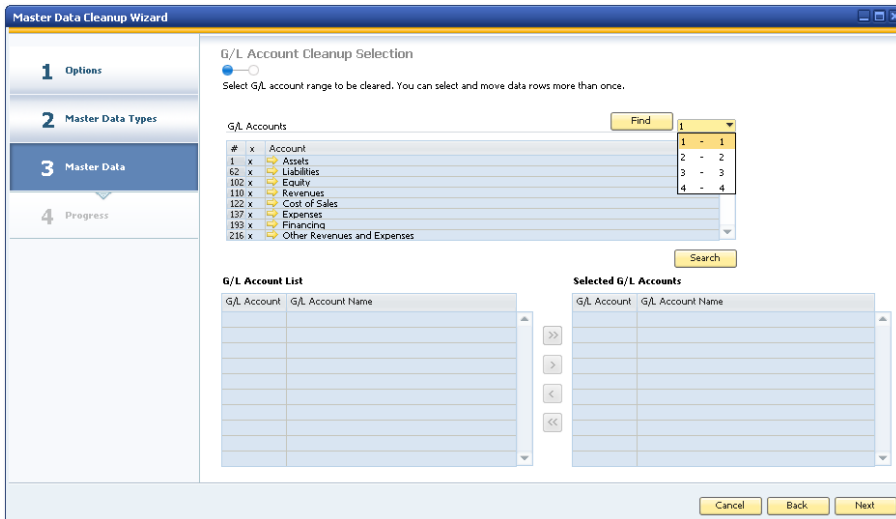 Master Data Cleanup Wizard
1 Options
2 Master Data Types
3 Master Data
4 Progress
G/L Account Cleanup Selection
Select G/L account range to be cleared. You can select and move data rows more than once.
G/L Accounts
Find
1
1 - 1
2 - 2
3 - 3
4 - 4
# x Account
1 x Assets
62 x Liabilities
102 x Equity
110 x Revenues
122 x Cost of Sales
137 x Expenses
193 x Financing
216 x Other Revenues and Expenses
Search
G/L Account List
G/L Account G/L Account Name
>>
>
<
<<
Selected G/L Accounts
G/L Account G/L Account Name
Cancel Back Next